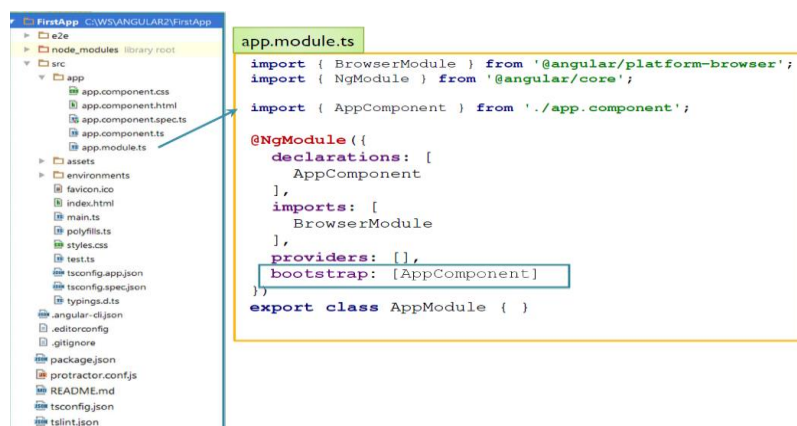 FirstApp C:\WS\ANGULAR2\FirstApp
e2e
node_modules library root
src
app
app.component.css
app.component.html
app.component.spec.ts
app.component.ts
app.module.ts
assets
environments
favicon.ico
index.html
main.ts
polyfills.ts
styles.css
test.ts
tsconfig.app.json
tsconfig.spec.json
typings.d.ts
.angular-cli.json
.editorconfig
.gitignore
package.json
protractor.conf.js
README.md
tsconfig.json
tslint.json
app.module.ts
import { BrowserModule } from '@angular/platform-browser';
import { NgModule } from '@angular/core';
import { AppComponent } from './app.component';
@NgModule({
declarations: [
AppComponent
],
imports: [
BrowserModule
],
providers: [],
bootstrap: [AppComponent]
})
export class AppModule { }